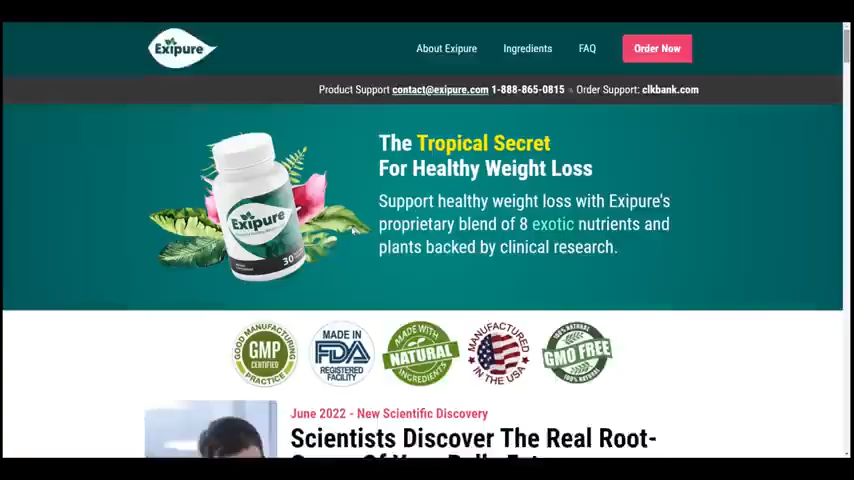 Exipure
About Exipure
Ingredients
FAQ
Order Now
Product Support contact@exipure.com 1-888-865-0815 - Order Support: clkbank.com
The Tropical Secret
For Healthy Weight Loss
Support healthy weight loss with Exipure's
proprietary blend of 8 exotic nutrients and
plants backed by clinical research.
Exipure
30
GOOD MANUFACTURING
GMP
CERTIFIED
PRACTICE
MADE IN
FDA
REGISTERED
FACILITY
MADE WITH
NATURAL
INGREDIENTS
MANUFACTURED
IN THE USA
100% NATURAL
GMO FREE
100% NATURAL
June 2022 - New Scientific Discovery
Scientists Discover The Real Root-